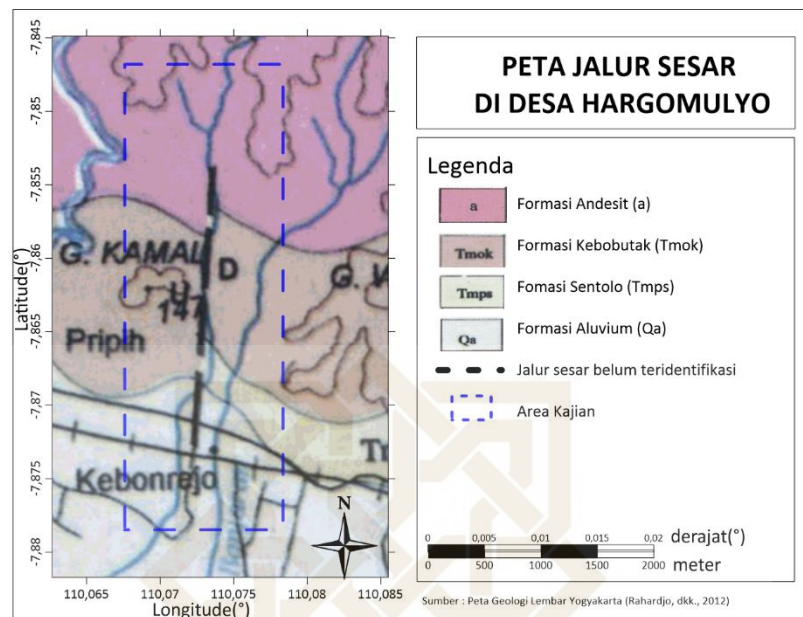 PETA JALUR SESAR
DI DESA HARGOMULYO
Legenda
a
Formasi Andesit (a)
Tmok
Formasi Kebobutak (Tmok)
Tmps
Fomasi Sentolo (Tmps)
Qa
Formasi Aluvium (Qa)
Jalur sesar belum teridentifikasi
Area Kajian
0 0,005 0,01 0,015 0,02 derajat(°)
0 500 1000 1500 2000 meter
Sumber : Peta Geologi Lembar Yogyakarta (Rahardjo, dkk., 2012)
Latitude(°)
-7,845
-7,85
-7,855
-7,86
-7,865
-7,87
-7,875
-7,88
G. KAMAL
D
G.
U
147
Pripih
Kebonrejo
N
110,065 110,07 110,075 110,08 110,085
Longitude(°)